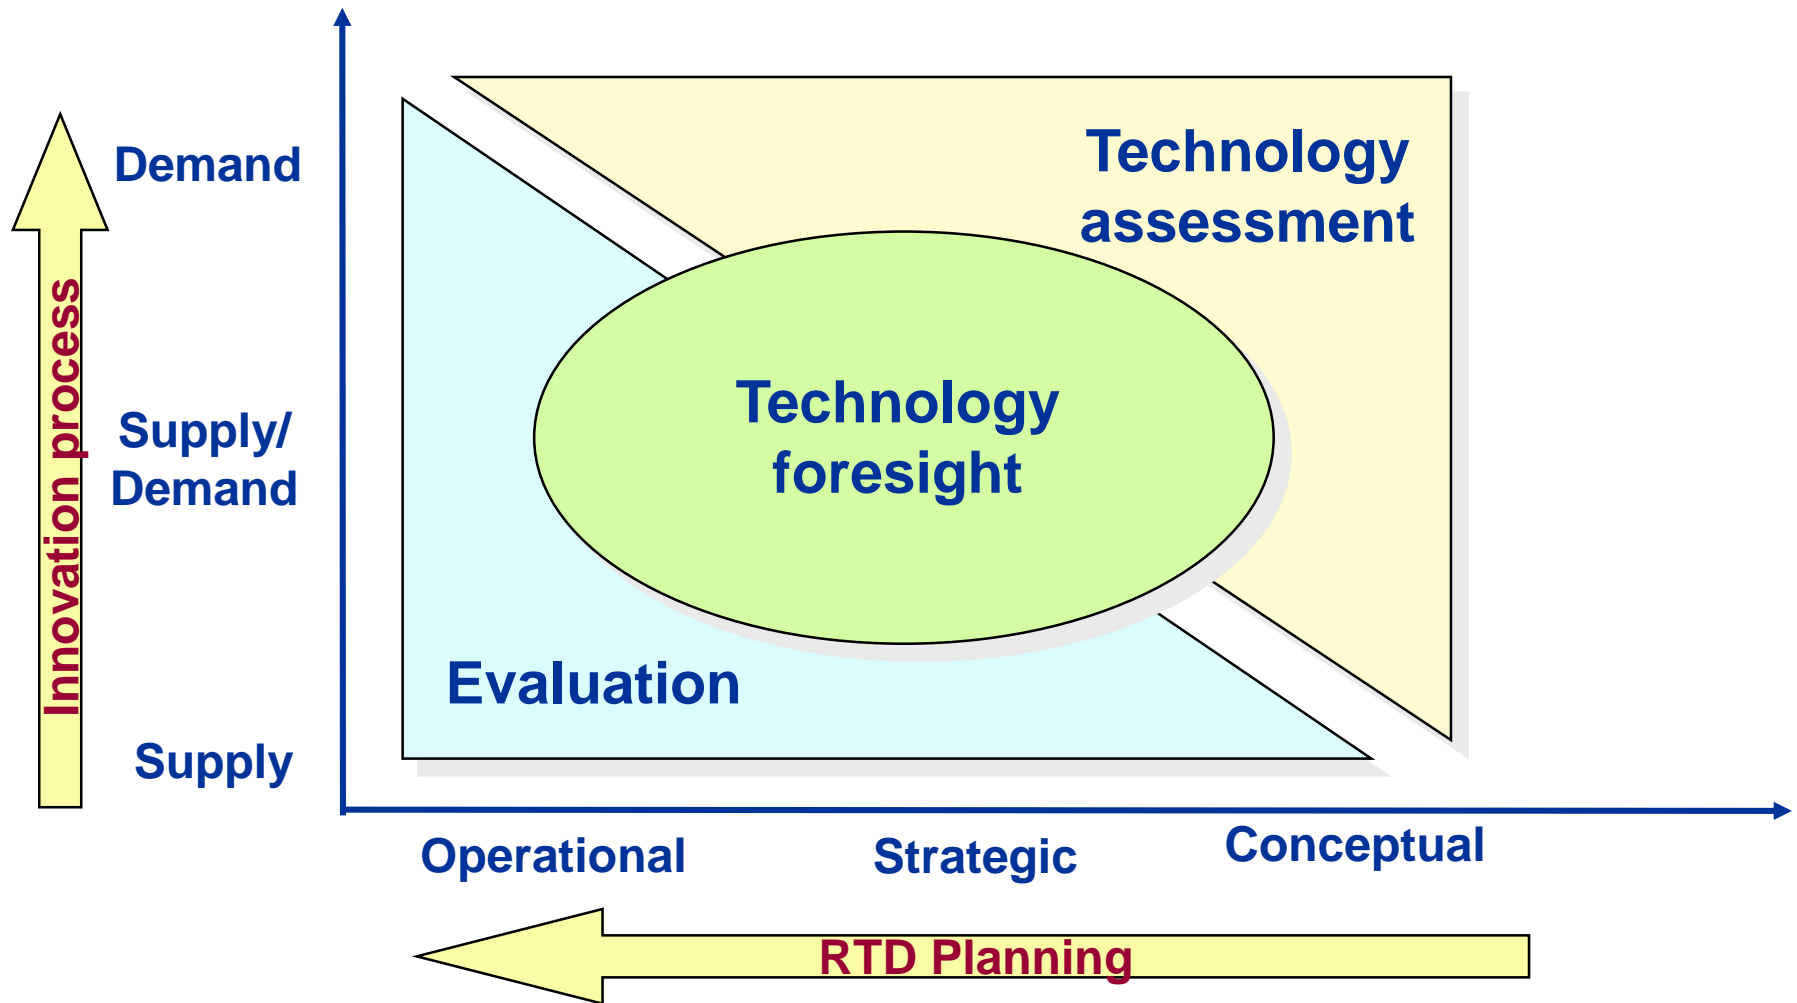 Technology
assessment
Demand
Innovation process
Supply/
Demand
Technology
foresight
Evaluation
Supply
Operational
Strategic
Conceptual
RTD Planning